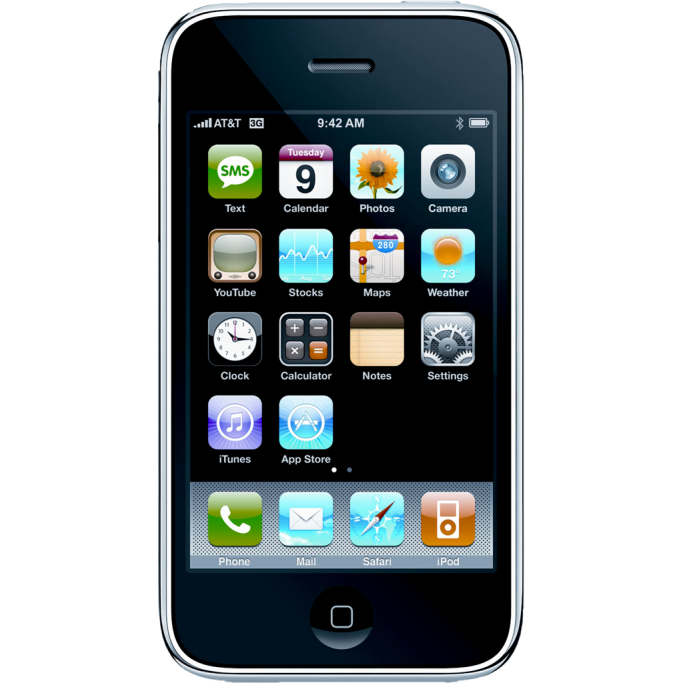 AT&T 3G 9:42 AM
SMS Tuesday 9
Text Calendar Photos Camera
280 73°
YouTube Stocks Maps Weather
Clock Calculator Notes Settings
iTunes App Store
Phone Mail Safari iPod